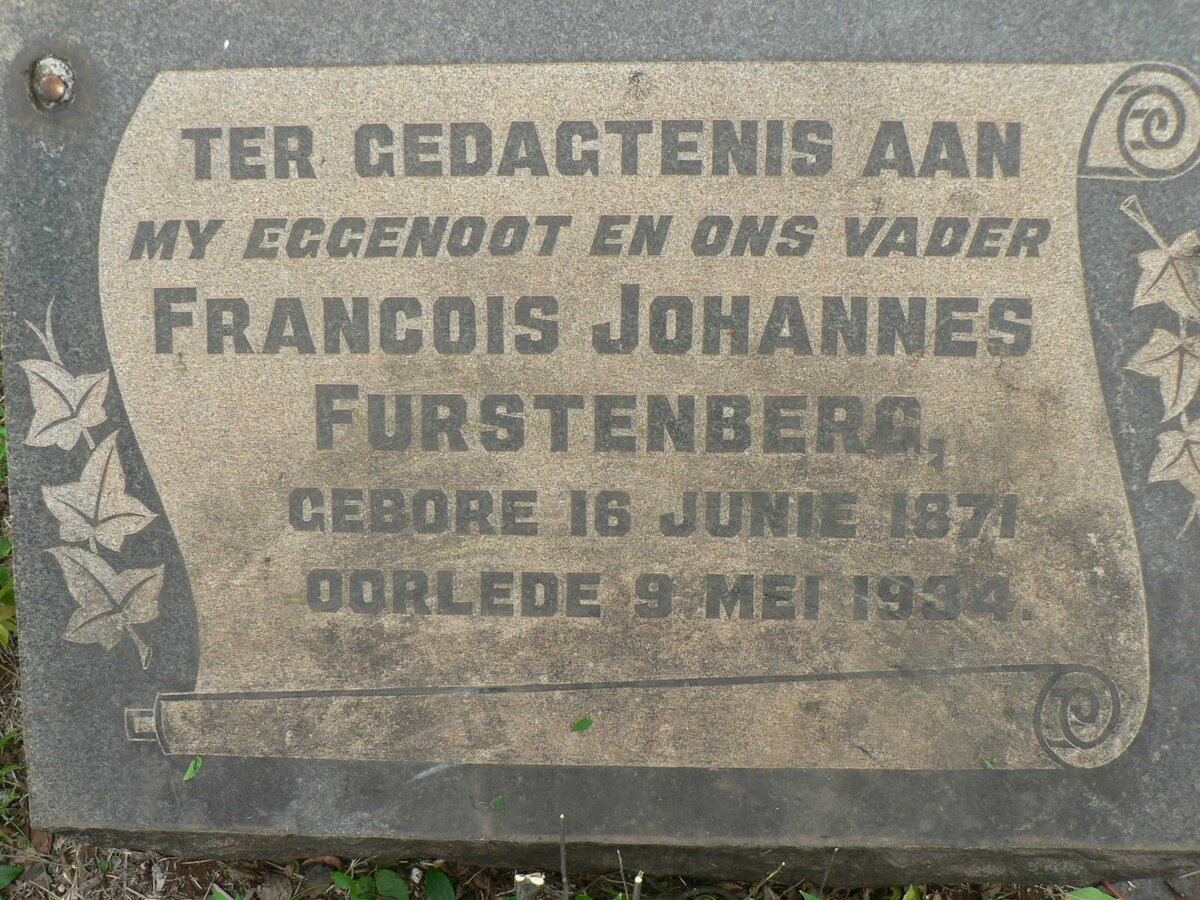 TER GEDAGTENIS AAN
MY EGGENOOT EN ONS VADER
FRANCOIS JOHANNES
FURSTENBERG,
GEBORE 16 JUNIE 1871
OORLEDE 9 MEI 1934.